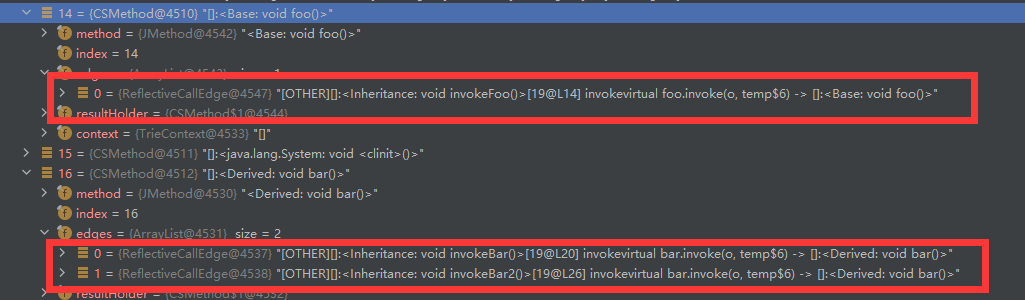 14 = {CSMethod@4510} "[]:<Base: void foo()>"
method = {JMethod@4542} "<Base: void foo()>"
index = 14
0 = {ReflectiveCallEdge@4547} "[OTHER][]:<Inheritance: void invokeFoo()>[19@L14] invokevirtual foo.invoke(o, temp$6) -> []:<Base: void foo()>"
resultHolder = {CSMethod$1@4544}
context = {TrieContext@4533} "[]"
15 = {CSMethod@4511} "[]:<java.lang.System: void <clinit>()>"
16 = {CSMethod@4512} "[]:<Derived: void bar()>"
method = {JMethod@4530} "<Derived: void bar()>"
index = 16
edges = {ArrayList@4531} size = 2
0 = {ReflectiveCallEdge@4537} "[OTHER][]:<Inheritance: void invokeBar()>[19@L20] invokevirtual bar.invoke(o, temp$6) -> []:<Derived: void bar()>"
1 = {ReflectiveCallEdge@4538} "[OTHER][]:<Inheritance: void invokeBar2()>[19@L26] invokevirtual bar.invoke(o, temp$6) -> []:<Derived: void bar()>"
resultHolder = {CSMethod$1@4532}